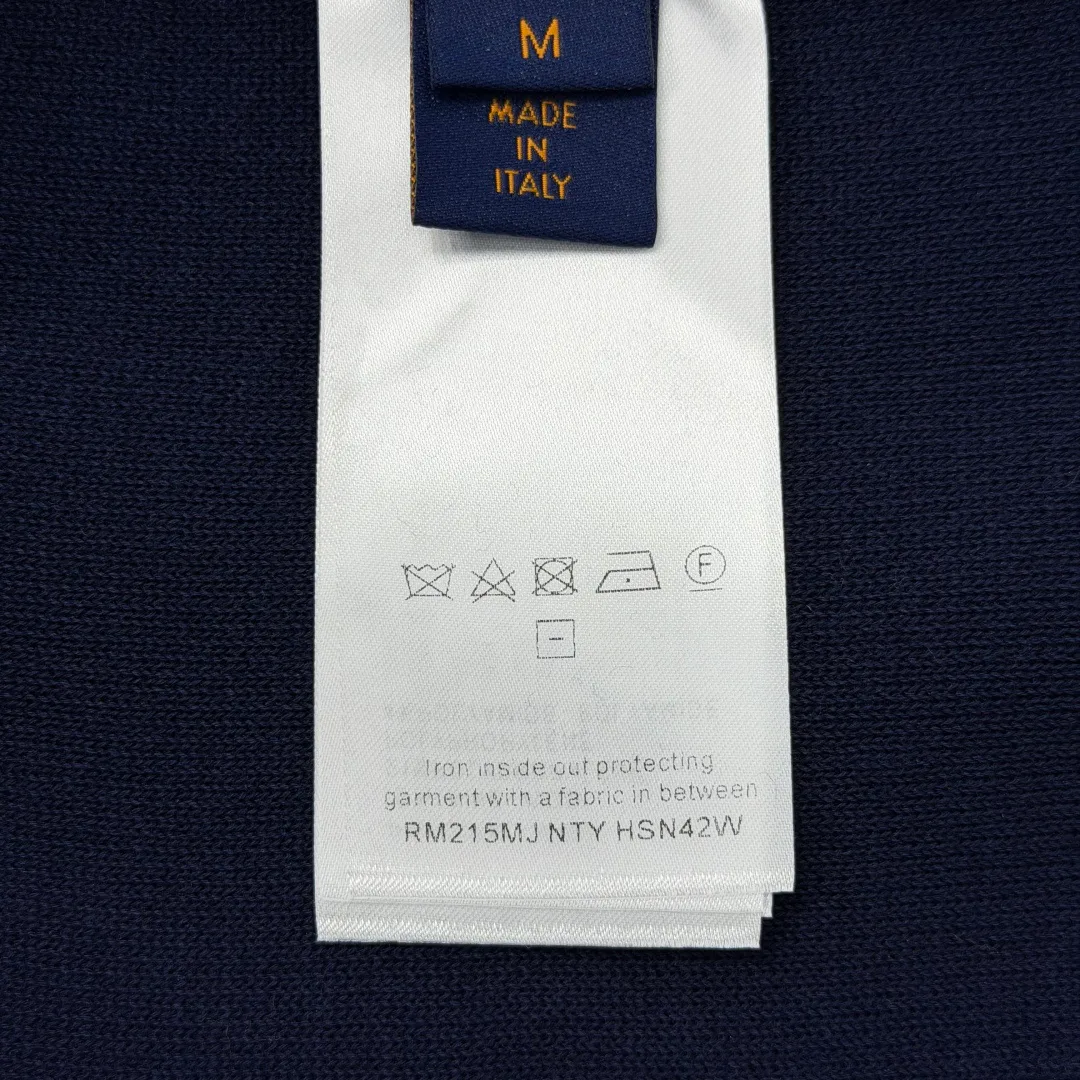 M
MADE
IN
ITALY
F
Iron inside out protecting
garment with a fabric in between
RM215MJ NTY HSN42W